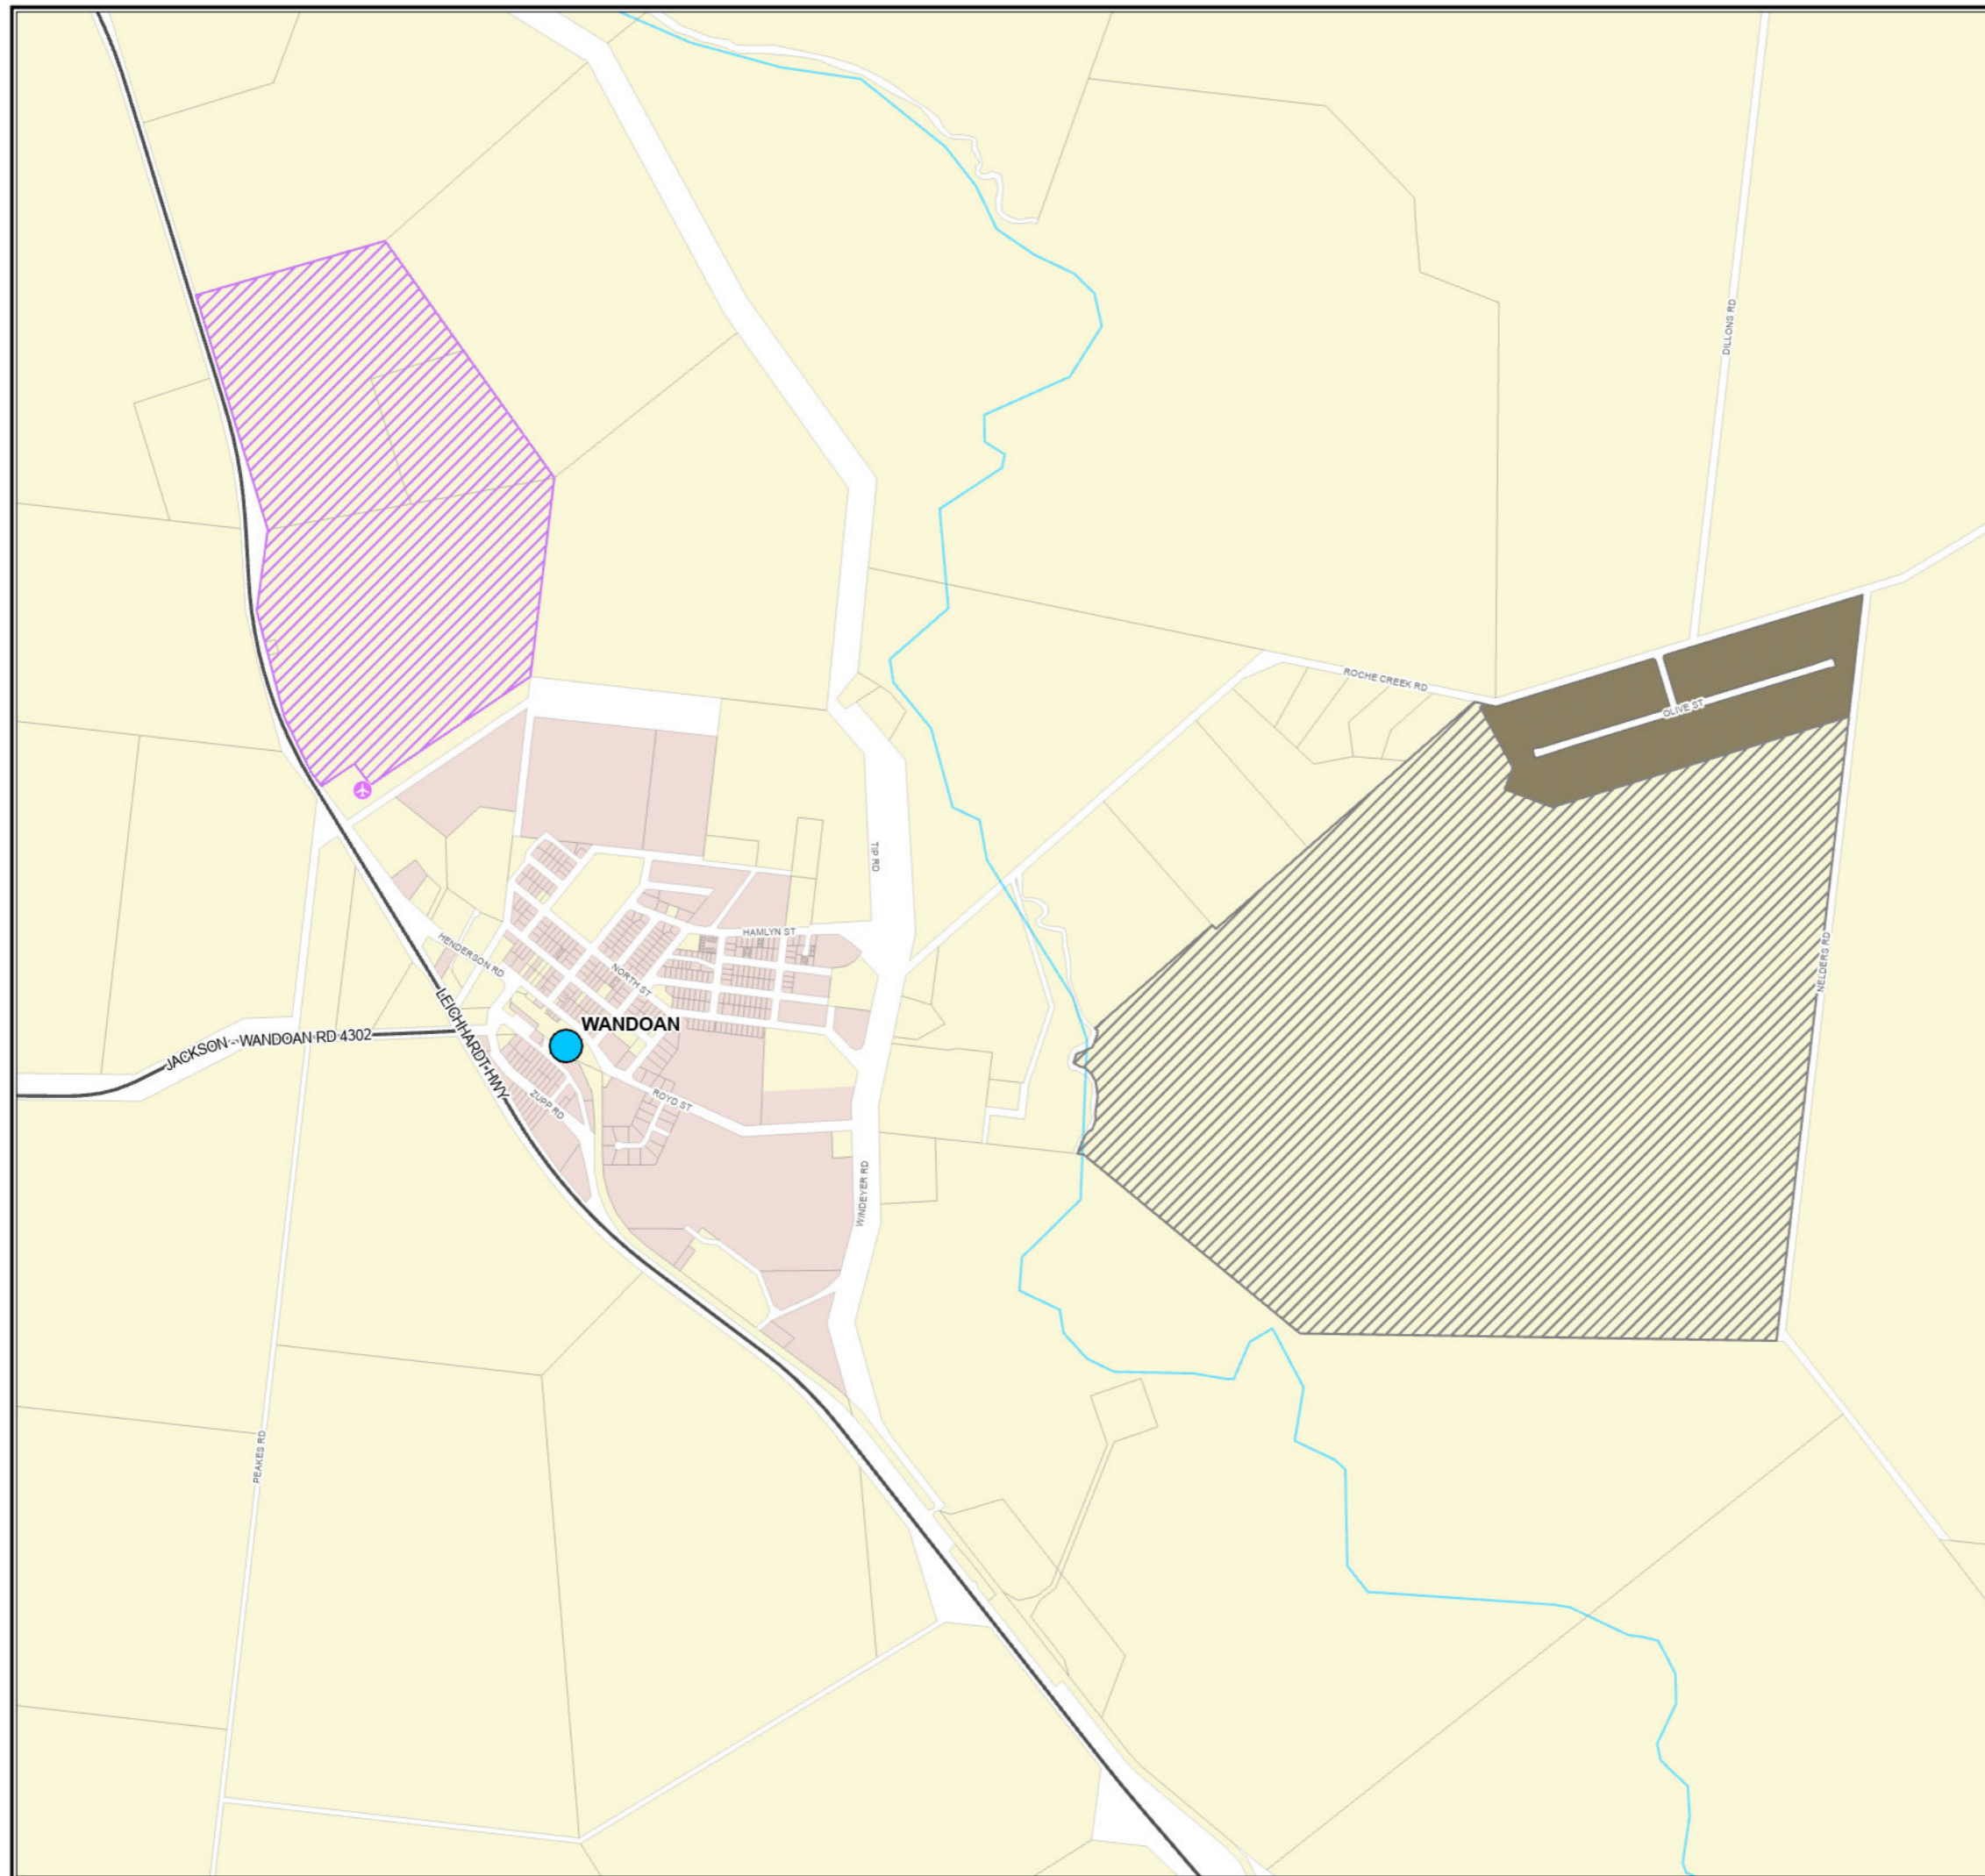 DILLONS RD
ROCHE CREEK RD
OLIVE ST
TIP RD
HAMLYN ST
HENDERSON RD
NORTH ST
NELDERS RD
LEICHHARDT HWY
WANDOAN
JACKSON - WANDOAN RD 4302
ZUPP RD
ROYD ST
WINDEYER RD
PEAKES RD